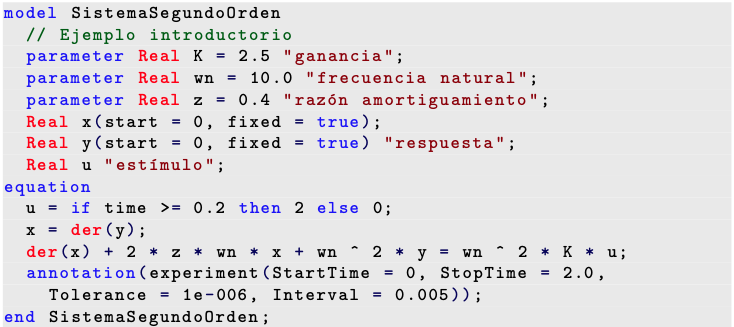 model SistemaSegundoOrden
// Ejemplo introductorio
parameter Real K = 2.5 "ganancia";
parameter Real wn = 10.0 "frecuencia natural";
parameter Real z = 0.4 "razón amortiguamiento";
Real x(start = 0, fixed = true);
Real y(start = 0, fixed = true) "respuesta";
Real u "estímulo";
equation
u = if time >= 0.2 then 2 else 0;
x = der(y);
der(x) + 2 * z * wn * x + wn ^ 2 * y = wn ^ 2 * K * u;
annotation(experiment(StartTime = 0, StopTime = 2.0,
Tolerance = 1e-006, Interval = 0.005));
end SistemaSegundoOrden;